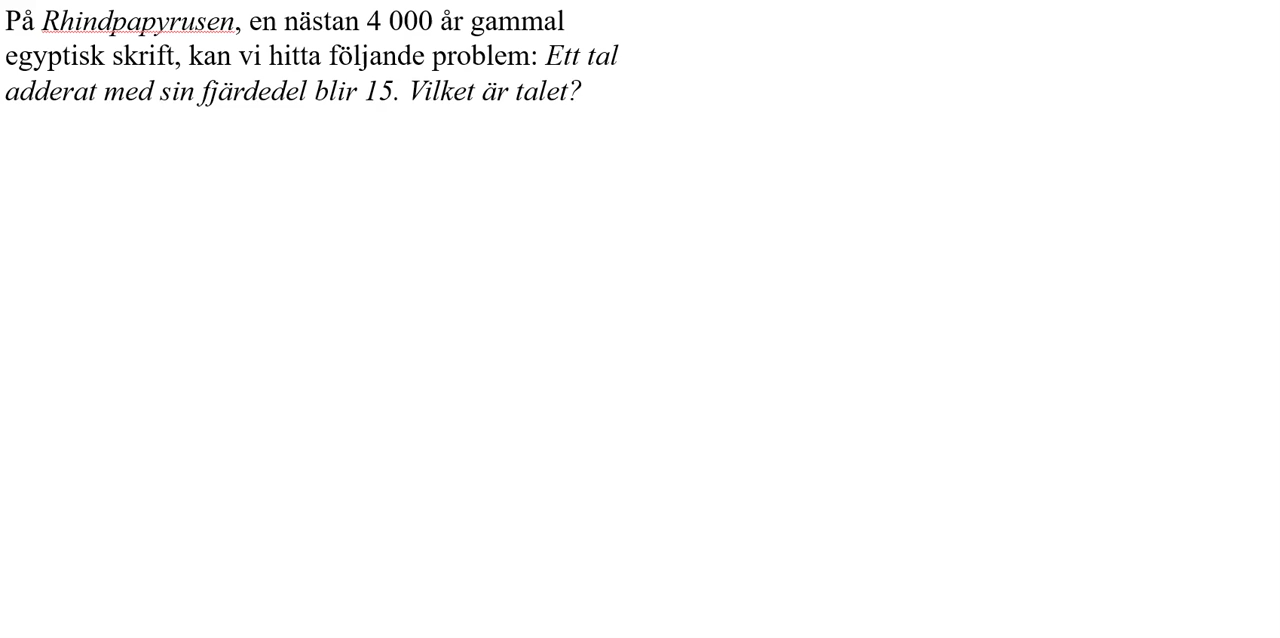 På Rhindpapyrusen, en nästan 4 000 år gammal
egyptisk skrift, kan vi hitta följande problem: Ett tal
adderat med sin fjärdedel blir 15. Vilket är talet?